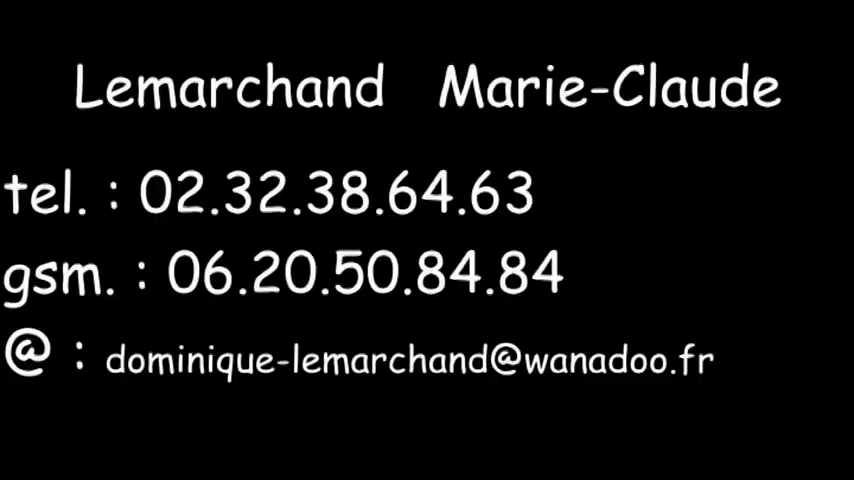 Lemarchand Marie-Claude
tel. : 02.32.38.64.63
gsm. : 06.20.50.84.84
@ : dominique-lemarchand@wanadoo.fr